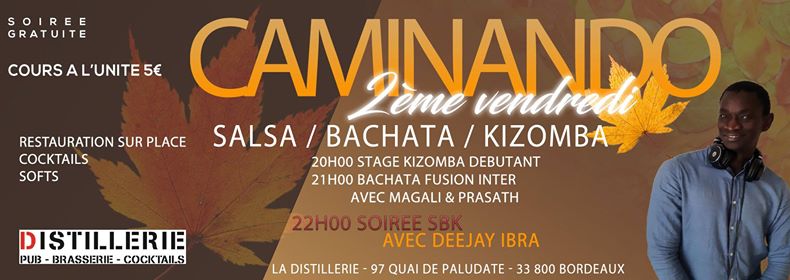 SOIREE
GRATUITE
COURS A L'UNITE 5€
RESTAURATION SUR PLACE
COCKTAILS
SOFTS
DISTILLERIE
PUB - BRASSERIE - COCKTAILS
CAMINANDO
2ème vendredi
SALSA / BACHATA / KIZOMBA
20H00 STAGE KIZOMBA DEBUTANT
21H00 BACHATA FUSION INTER
AVEC MAGALI & PRASATH
22H00 SOIREE SBK
AVEC DEEJAY IBRA
LA DISTILLERIE - 97 QUAI DE PALUDATE - 33 800 BORDEAUX